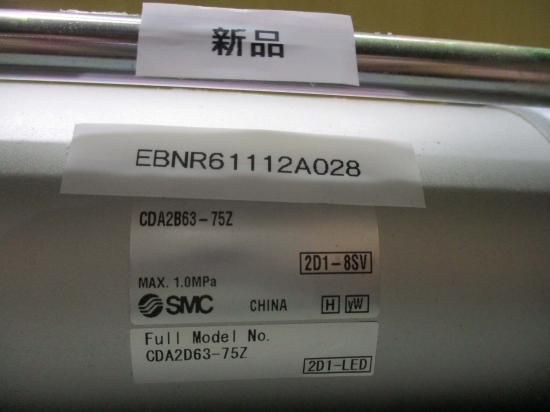 新品
EBNR61112A028
CDA2B63-75Z
2D1-8SV
MAX. 1.0MPa
SMC CHINA H yW
Full Model No.
CDA2D63-75Z
2D1-LED